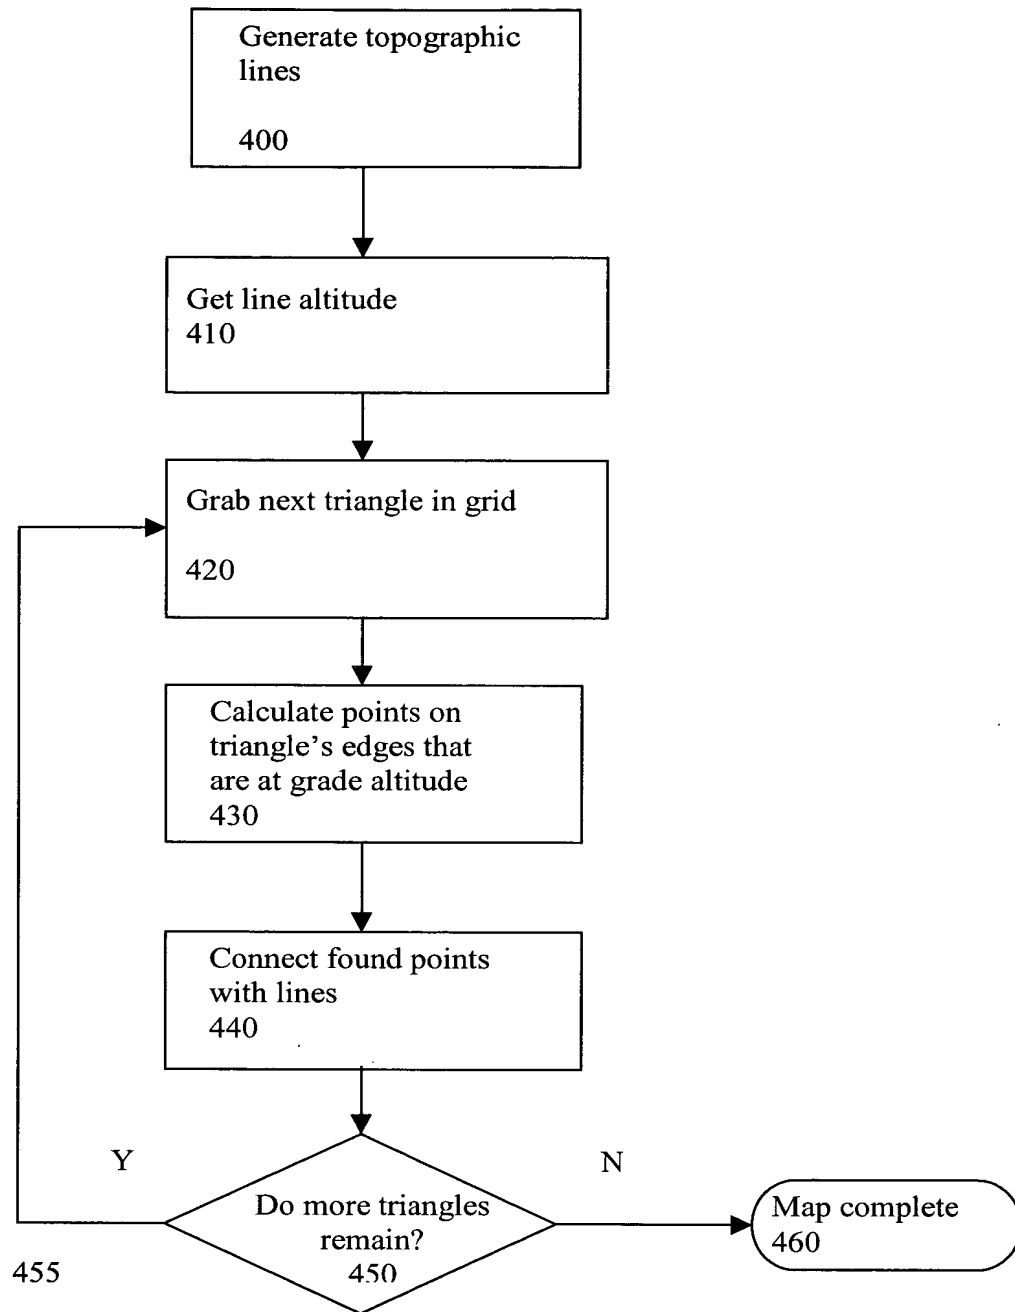 Generate topographic
lines
400
Get line altitude
410
Grab next triangle in grid
420
Calculate points on
triangle's edges that
are at grade altitude
430
Connect found points
with lines
440
Y
N
Do more triangles
remain?
450
Map complete
460
455